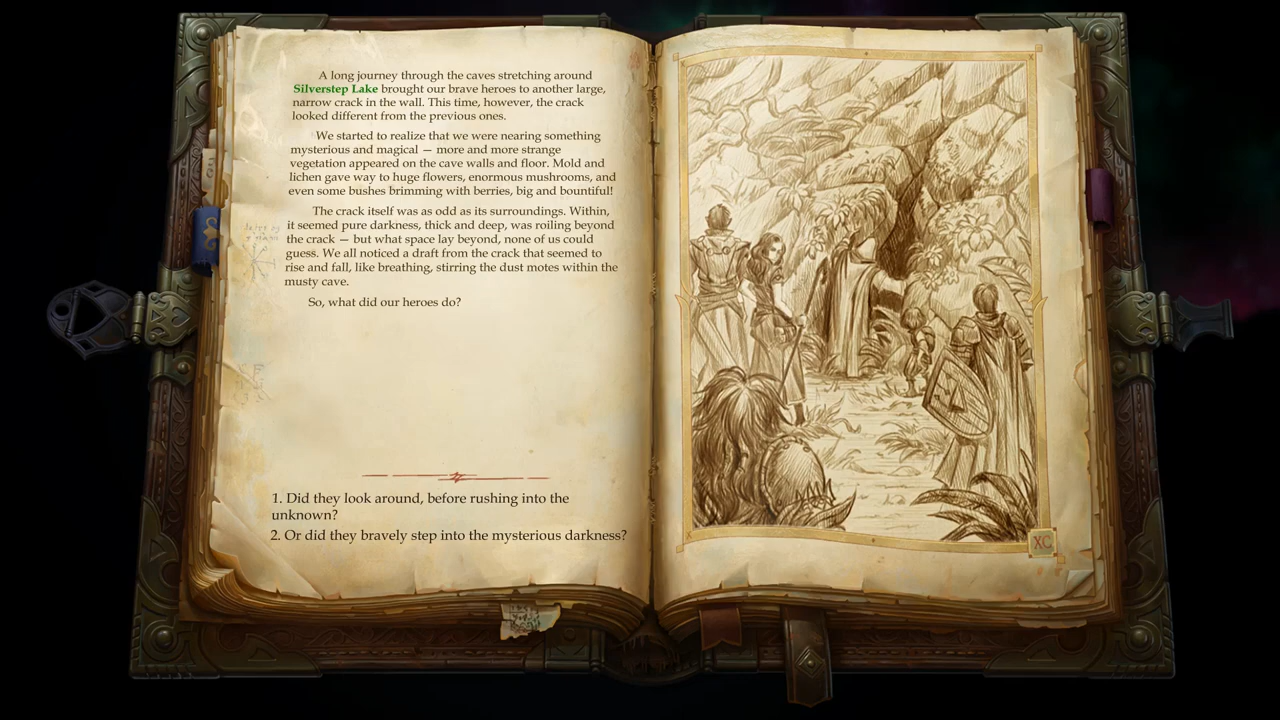 A long journey through the caves stretching around
Silverstep Lake brought our brave heroes to another large,
narrow crack in the wall. This time, however, the crack
looked different from the previous ones.
We started to realize that we were nearing something
mysterious and magical — more and more strange
vegetation appeared on the cave walls and floor. Mold and
lichen gave way to huge flowers, enormous mushrooms, and
even some bushes brimming with berries, big and bountiful!
The crack itself was as odd as its surroundings. Within,
it seemed pure darkness, thick and deep, was roiling beyond
the crack — but what space lay beyond, none of us could
guess. We all noticed a draft from the crack that seemed to
rise and fall, like breathing, stirring the dust motes within the
musty cave.
So, what did our heroes do?
1. Did they look around, before rushing into the
unknown?
2. Or did they bravely step into the mysterious darkness?
XC